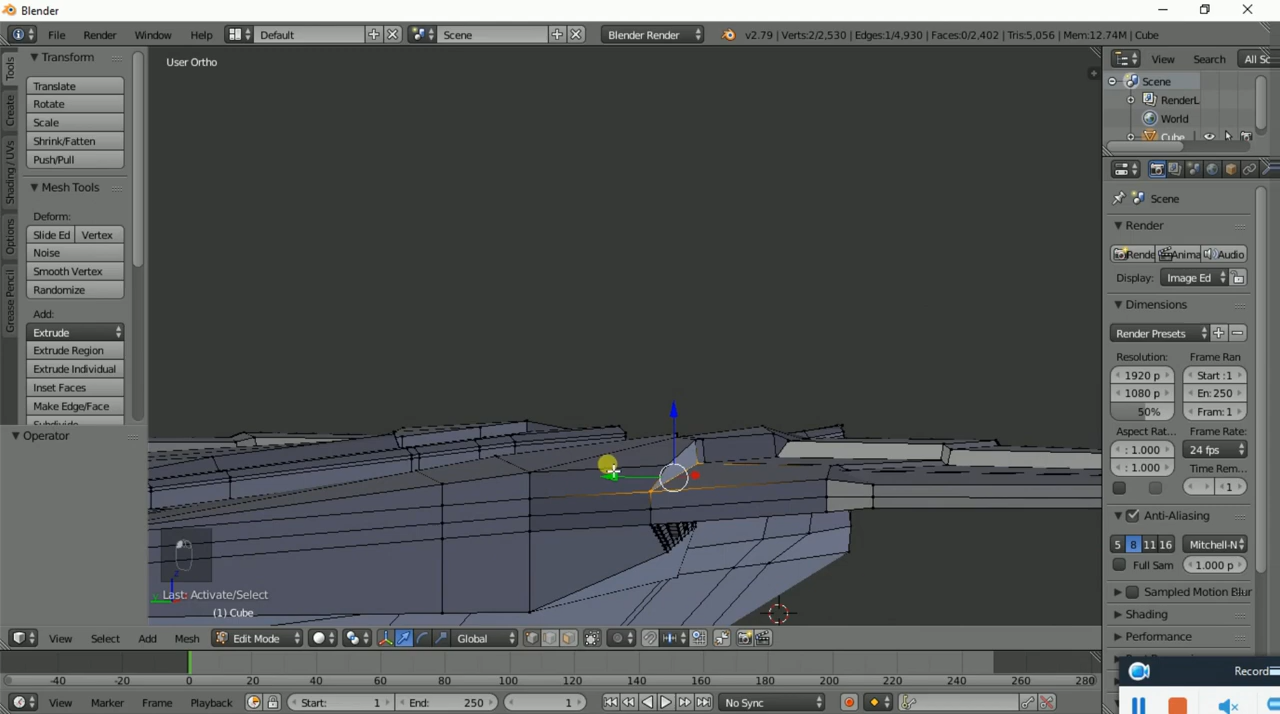 Blender
File Render Window Help Default Scene Blender Render v2.79 | Verts:2/2,530 | Edges:1/4,930 | Faces:0/2,402 | Tris:5,056 | Mem:12.74M | Cube
Tools
Create
Shading / UVs
Options
Grease Pencil
Transform
Translate
Rotate
Scale
Shrink/Fatten
Push/Pull
Mesh Tools
Deform:
Slide Ed Vertex
Noise
Smooth Vertex
Randomize
Add:
Extrude
Extrude Region
Extrude Individual
Inset Faces
Make Edge/Face
Operator
User Ortho
Last: Activate/Select
(1) Cube
View Select Add Mesh Edit Mode Global
-40 -20 0 20 40 60 80 100 120 140 160 180 200 220 240 260 280
View Marker Frame Playback Start: 1 End: 250 1 No Sync
View Search All Sc
Scene
RenderL
World
Cube
Scene
Render
Rende Anima Audio
Display: Image Ed
Dimensions
Render Presets
Resolution: Frame Ran
1920 p Start :1
1080 p En: 250
50% Fram: 1
Aspect Rat... Frame Rate:
: 1.000 24 fps
: 1.000 Time Rem...
: 1
Anti-Aliasing
5 8 11 16 Mitchell-N
Full Sam : 1.000 p
Sampled Motion Blur
Shading
Performance
Record